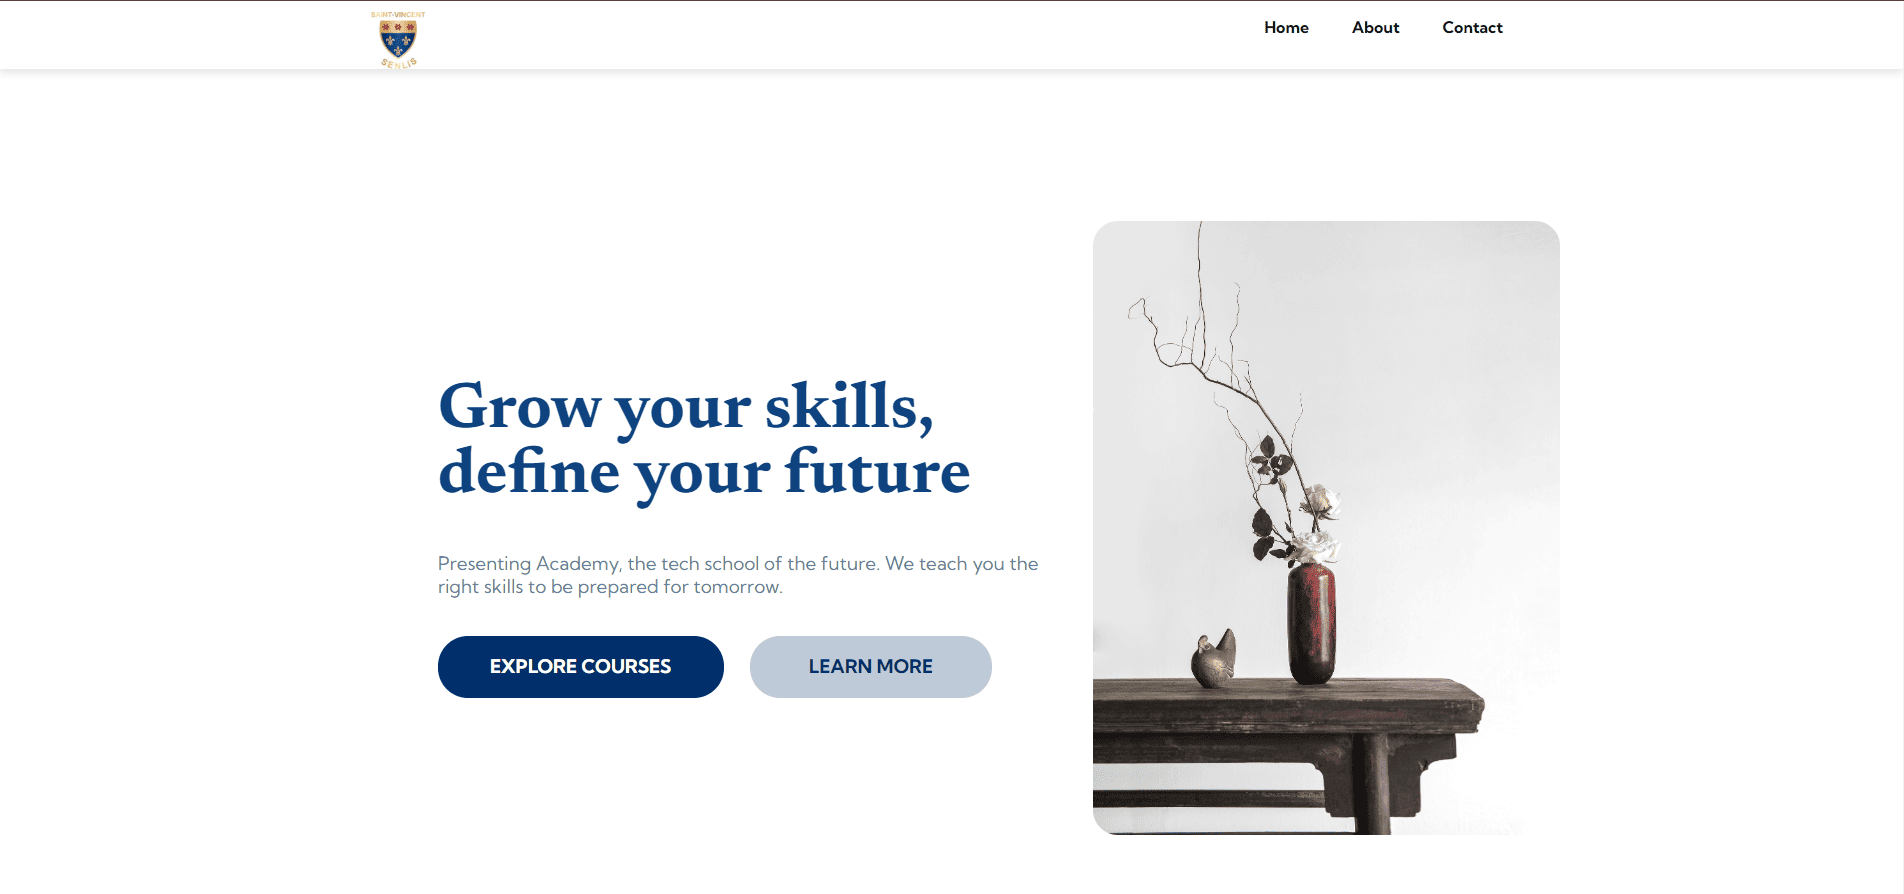 SAINT-VINCENT
SENLIS
Home About Contact
Grow your skills,
define your future
Presenting Academy, the tech school of the future. We teach you the
right skills to be prepared for tomorrow.
EXPLORE COURSES LEARN MORE